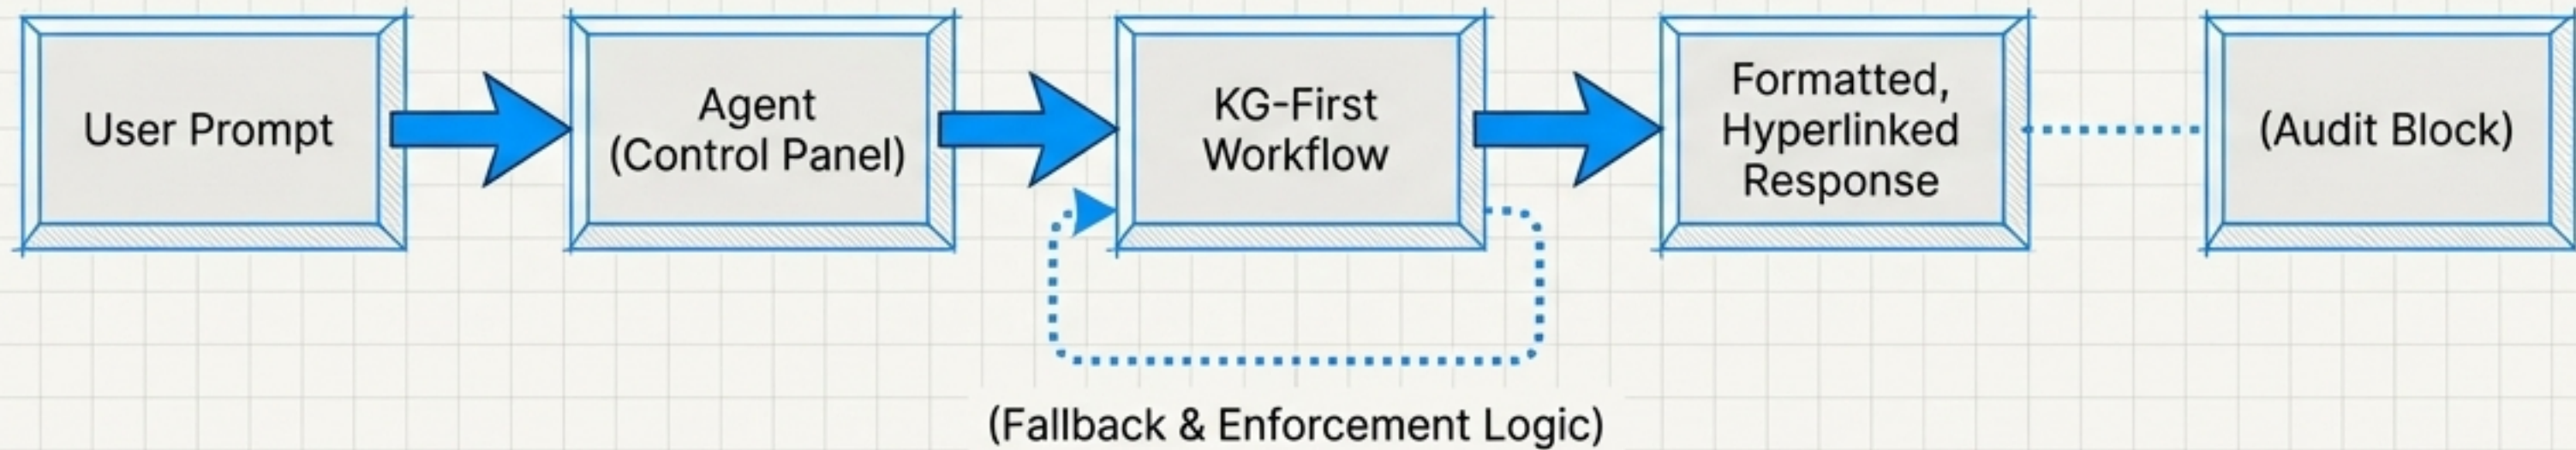 User Prompt
Agent
(Control Panel)
KG-First
Workflow
Formatted,
Hyperlinked
Response
(Audit Block)
(Fallback & Enforcement Logic)